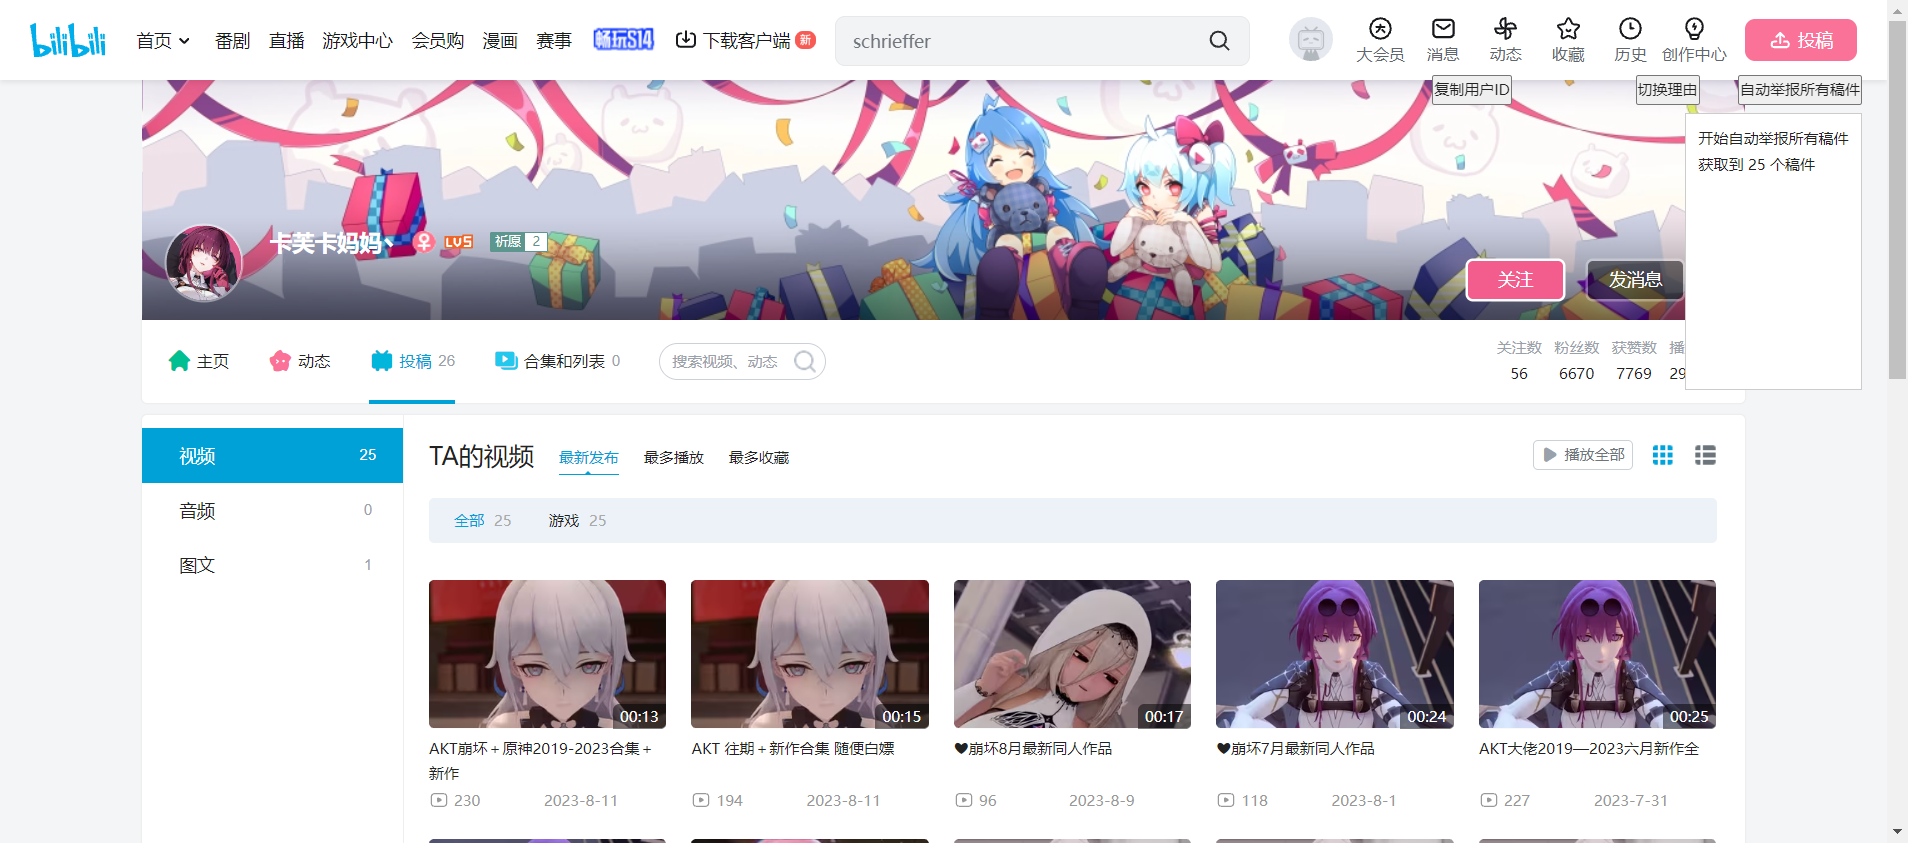 bilibili
首页
番剧
直播
游戏中心
会员购
漫画
赛事
畅玩S14
下载客户端
新
schrieffer
大会员
消息
动态
收藏
历史
创作中心
投稿
复制用户ID
切换理由
自动举报所有稿件
开始自动举报所有稿件
获取到 25 个稿件
卡芙卡妈妈丶
LV5
祈愿 2
关注
发消息
主页
动态
投稿 26
合集和列表 0
搜索视频、动态
关注数 粉丝数 获赞数 播
56 6670 7769 29
视频 25
音频 0
图文 1
TA的视频
最新发布
最多播放
最多收藏
播放全部
全部 25
游戏 25
00:13
00:15
00:17
00:24
00:25
AKT崩坏＋原神2019-2023合集＋
新作
230 2023-8-11
AKT 往期＋新作合集 随便白嫖
194 2023-8-11
❤崩坏8月最新同人作品
96 2023-8-9
❤崩坏7月最新同人作品
118 2023-8-1
AKT大佬2019—2023六月新作全
227 2023-7-31